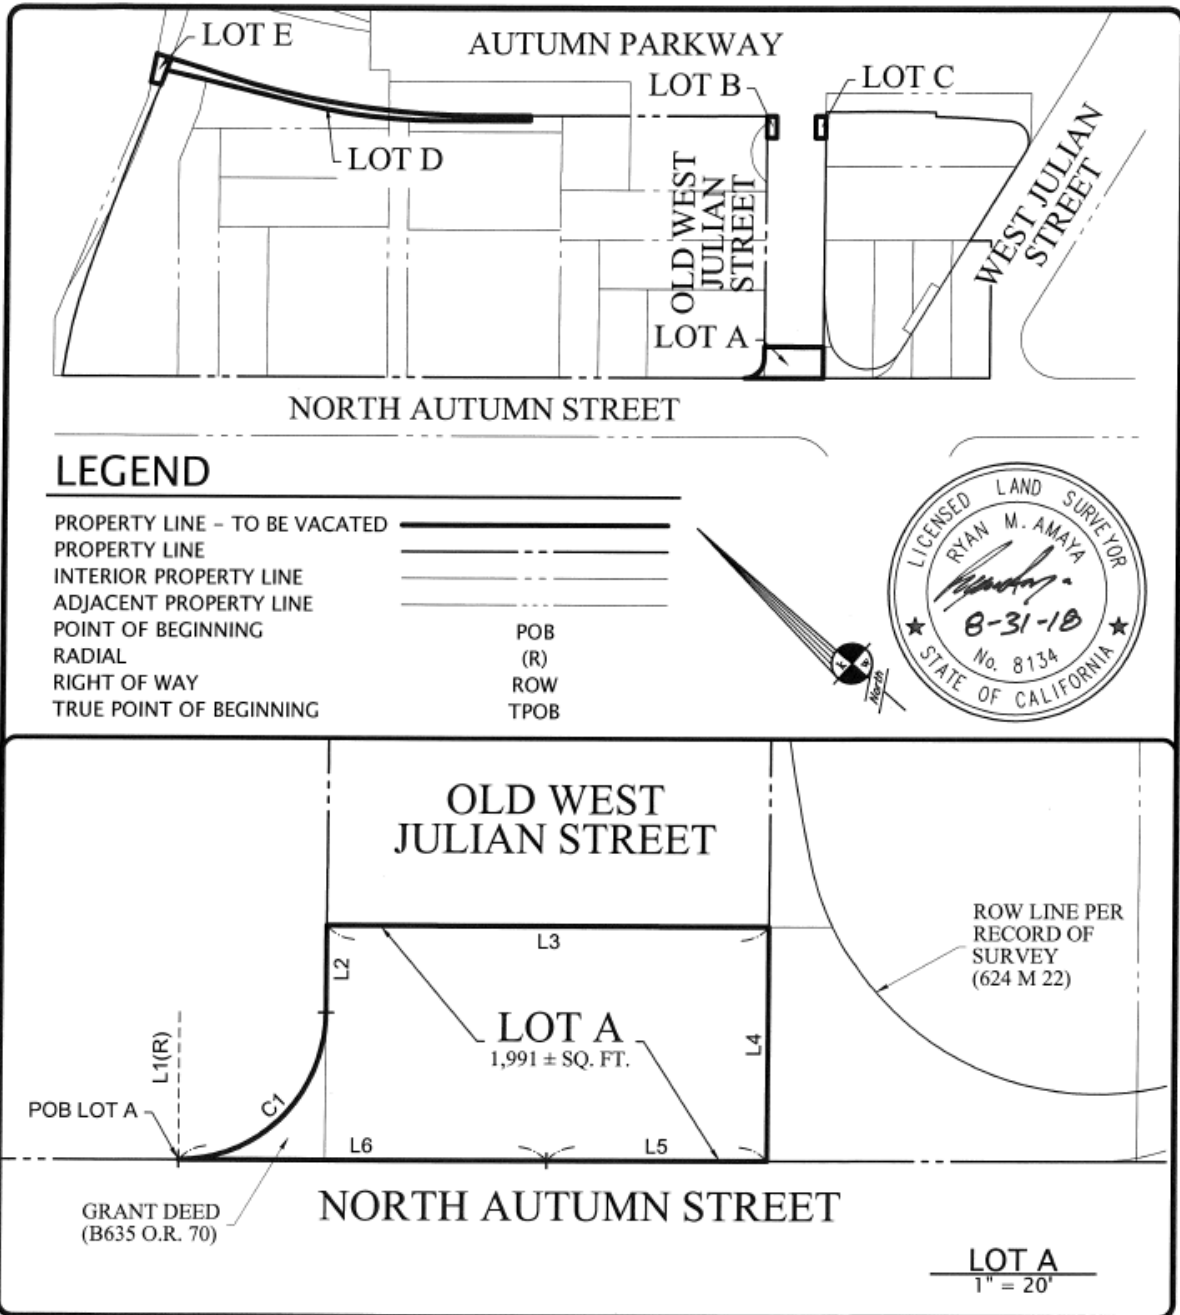 LOT E
AUTUMN PARKWAY
LOT B
LOT C
LOT D
OLD WEST
JULIAN
STREET
WEST JULIAN
STREET
LOT A
NORTH AUTUMN STREET
LEGEND
PROPERTY LINE - TO BE VACATED
PROPERTY LINE
INTERIOR PROPERTY LINE
ADJACENT PROPERTY LINE
POINT OF BEGINNING POB
RADIAL (R)
RIGHT OF WAY ROW
TRUE POINT OF BEGINNING TPOB
North
LICENSED LAND SURVEYOR
RYAN M. AMAYA
8-31-18
No. 8134
STATE OF CALIFORNIA
OLD WEST
JULIAN STREET
ROW LINE PER
RECORD OF
SURVEY
(624 M 22)
L3
L2
LOT A
1,991 ± SQ. FT.
L4
L1(R)
C1
POB LOT A
L6
L5
GRANT DEED
(B635 O.R. 70)
NORTH AUTUMN STREET
LOT A
1" = 20'